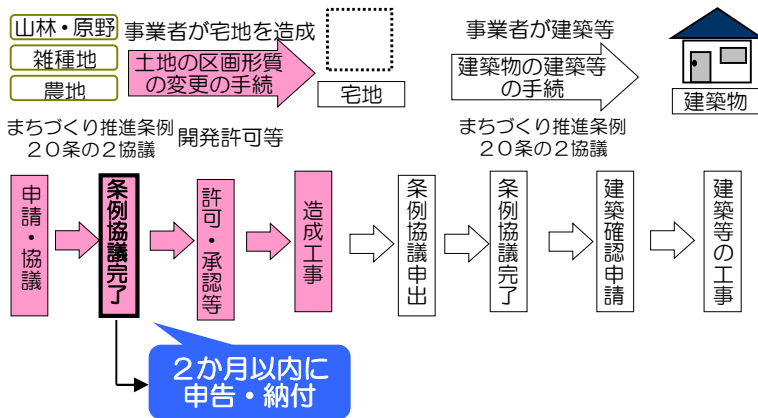 山林・原野
雑種地
農地
事業者が宅地を造成
土地の区画形質
の変更の手続
宅地
事業者が建築等
建築物の建築等
の手続
建築物
まちづくり推進条例
20条の2協議
開発許可等
まちづくり推進条例
20条の2協議
申請・協議
条例協議完了
許可・承認等
造成工事
条例協議申出
条例協議完了
建築確認申請
建築等の工事
2か月以内に
申告・納付